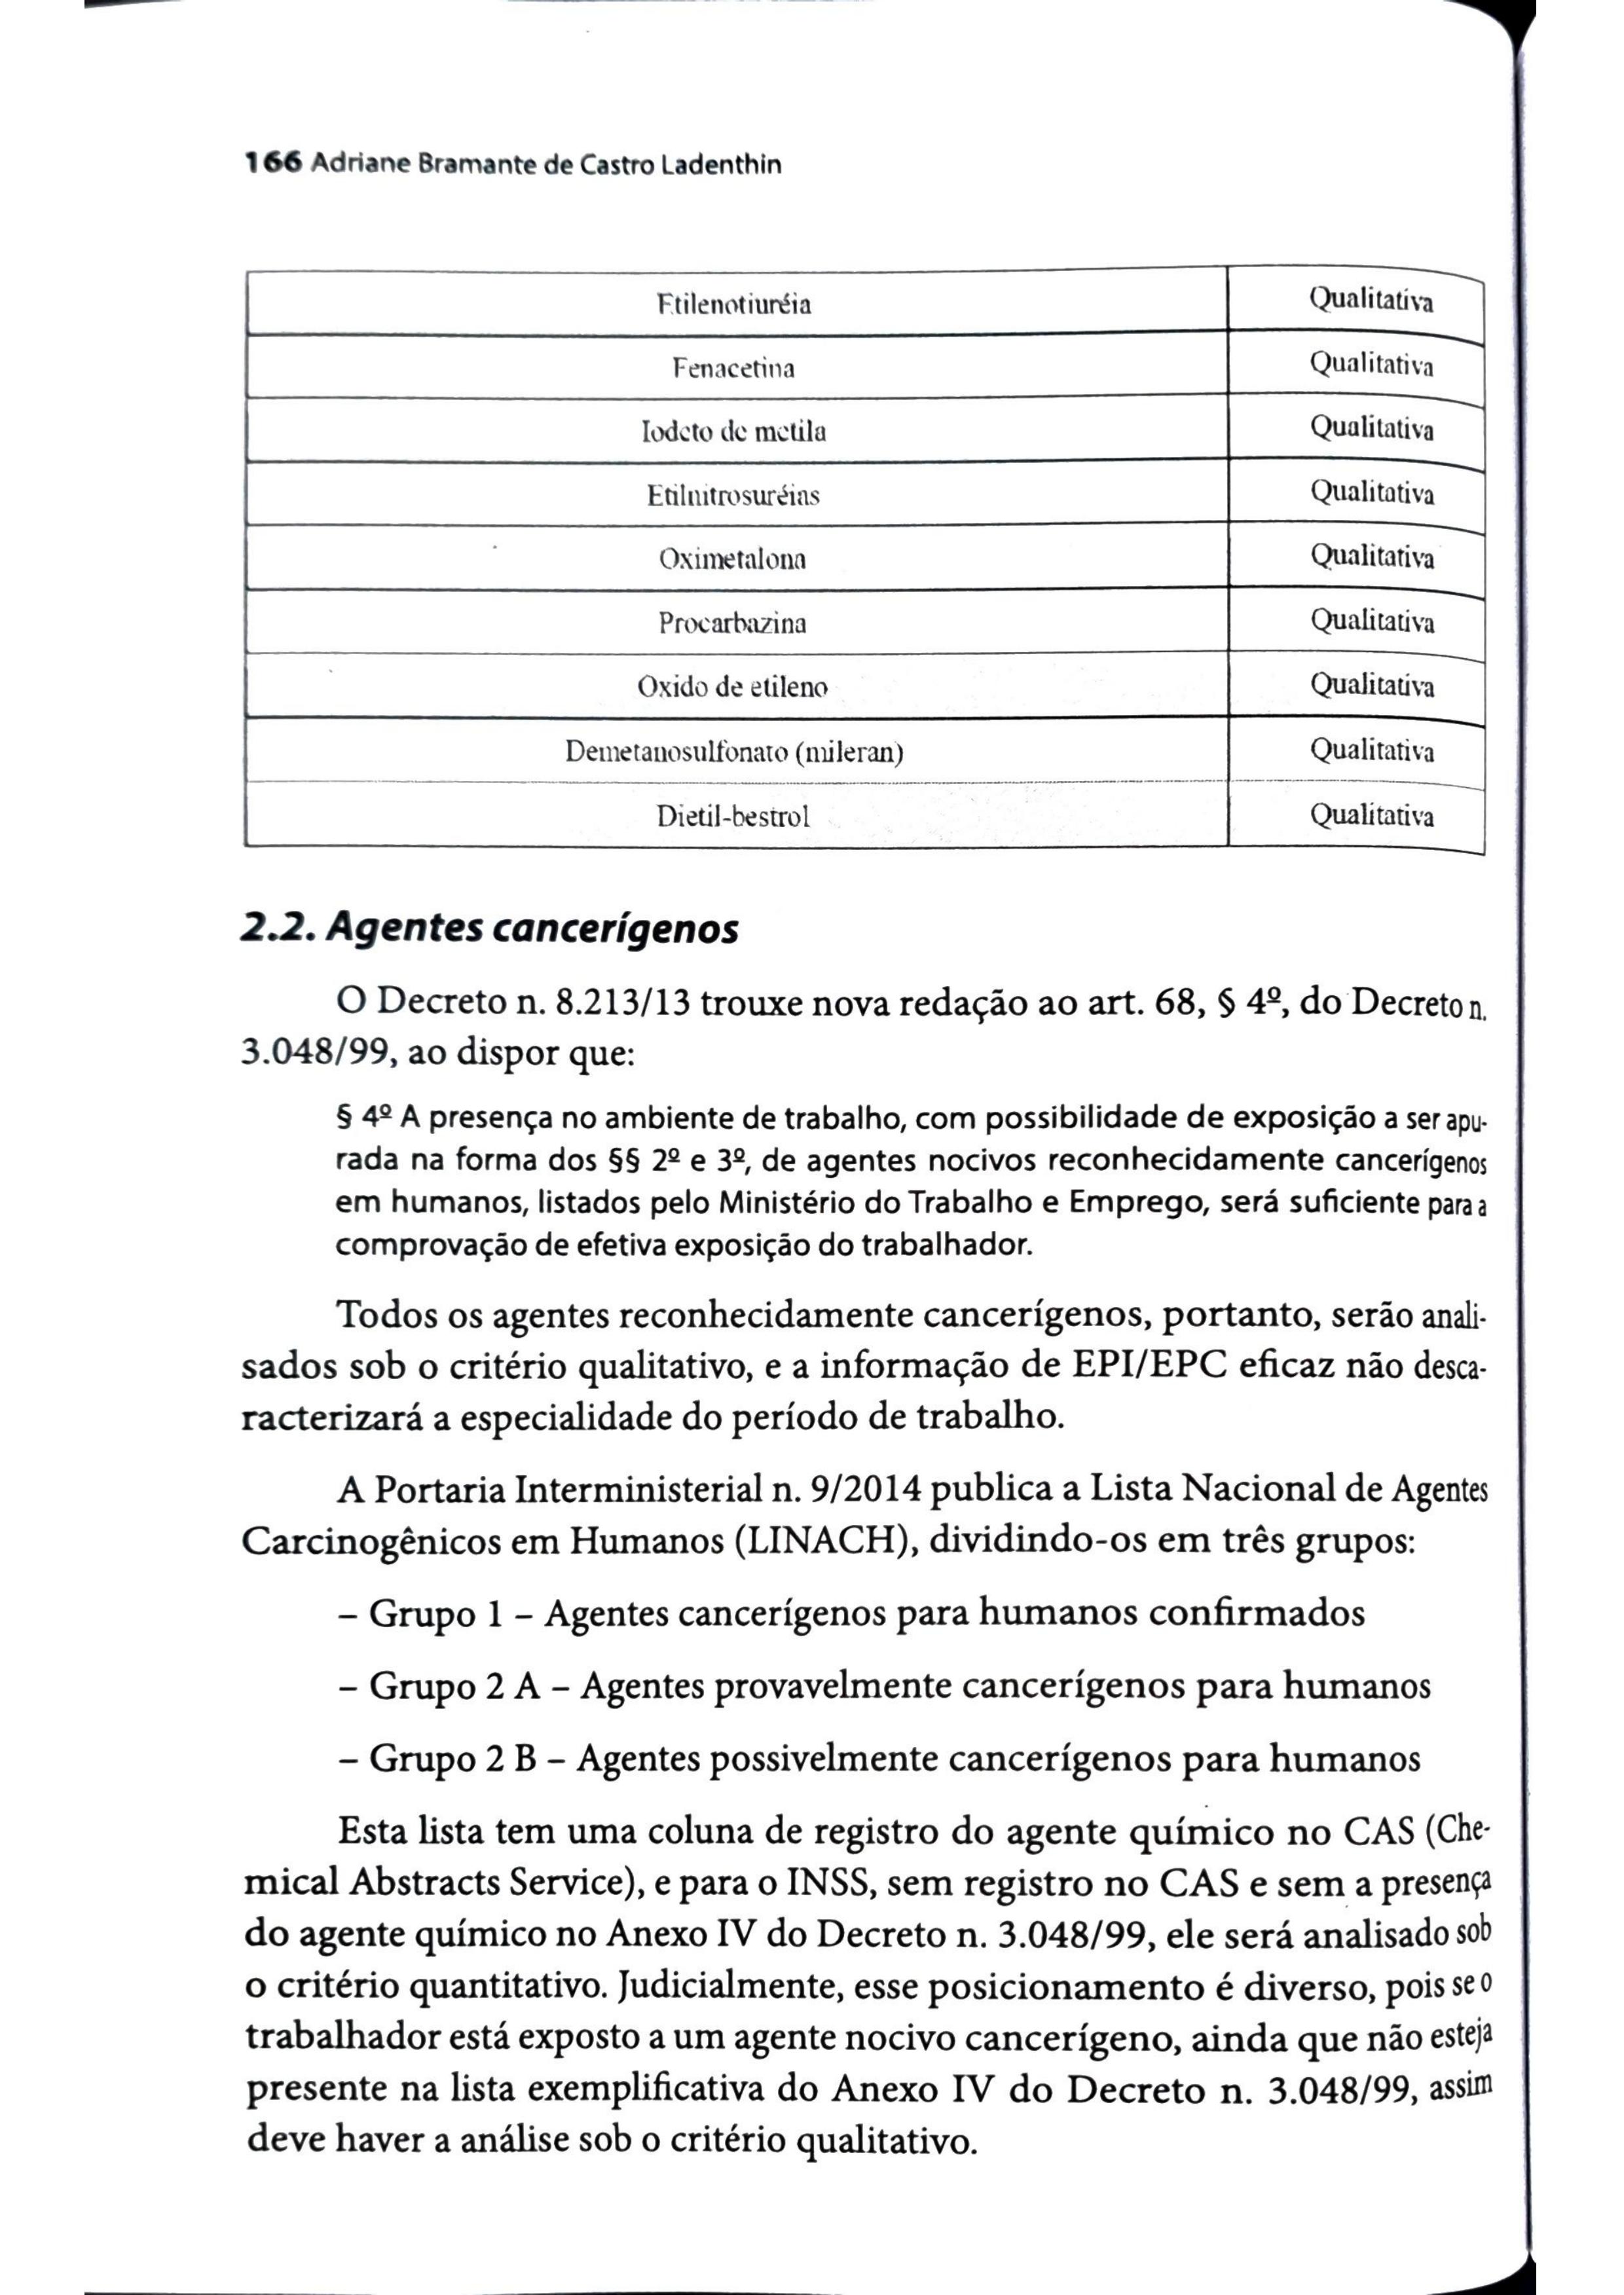 166 Adriane Bramante de Castro Ladenthin
Etilenotiuréia Qualitativa
Fenacetina Qualitativa
Iodeto de metila Qualitativa
Etilnitrosuréias Qualitativa
Oximetalona Qualitativa
Procarbazina Qualitativa
Oxido de etileno Qualitativa
Demetanosulfonato (mileran) Qualitativa
Dietil-bestrol Qualitativa
2.2. Agentes cancerígenos
O Decreto n. 8.213/13 trouxe nova redação ao art. 68, § 4º, do Decreto n.
3.048/99, ao dispor que:
§ 4º A presença no ambiente de trabalho, com possibilidade de exposição a ser apu-
rada na forma dos §§ 2º e 3º, de agentes nocivos reconhecidamente cancerígenos
em humanos, listados pelo Ministério do Trabalho e Emprego, será suficiente para a
comprovação de efetiva exposição do trabalhador.
Todos os agentes reconhecidamente cancerígenos, portanto, serão anali-
sados sob o critério qualitativo, e a informação de EPI/EPC eficaz não desca-
racterizará a especialidade do período de trabalho.
A Portaria Interministerial n. 9/2014 publica a Lista Nacional de Agentes
Carcinogênicos em Humanos (LINACH), dividindo-os em três grupos:
– Grupo 1 – Agentes cancerígenos para humanos confirmados
– Grupo 2 A – Agentes provavelmente cancerígenos para humanos
– Grupo 2 B – Agentes possivelmente cancerígenos para humanos
Esta lista tem uma coluna de registro do agente químico no CAS (Che-
mical Abstracts Service), e para o INSS, sem registro no CAS e sem a presença
do agente químico no Anexo IV do Decreto n. 3.048/99, ele será analisado sob
o critério quantitativo. Judicialmente, esse posicionamento é diverso, pois se o
trabalhador está exposto a um agente nocivo cancerígeno, ainda que não esteja
presente na lista exemplificativa do Anexo IV do Decreto n. 3.048/99, assim
deve haver a análise sob o critério qualitativo.